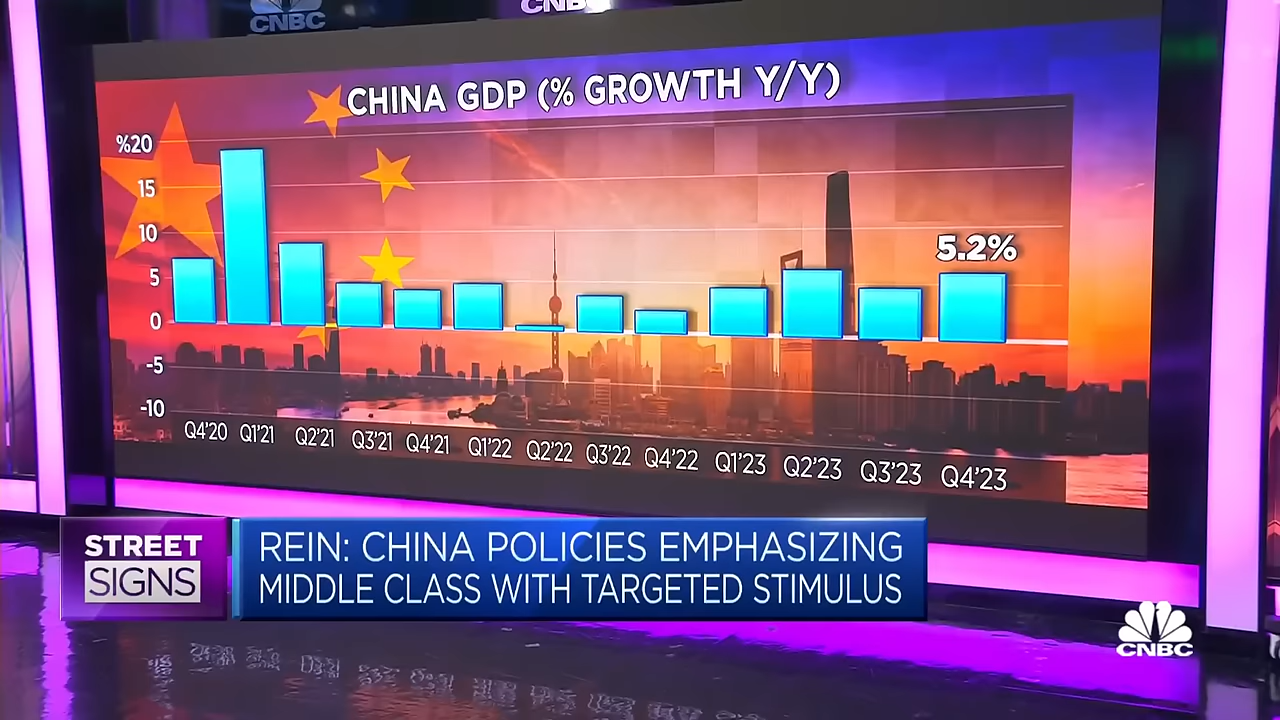 CNBC
CNB
CHINA GDP (% GROWTH Y/Y)
%20
15
10
5
0
-5
-10
5.2%
Q4'20 Q1'21 Q2'21 Q3'21 Q4'21 Q1'22 Q2'22 Q3'22 Q4'22 Q1'23 Q2'23 Q3'23 Q4'23
STREET
SIGNS
REIN: CHINA POLICIES EMPHASIZING
MIDDLE CLASS WITH TARGETED STIMULUS
CNBC